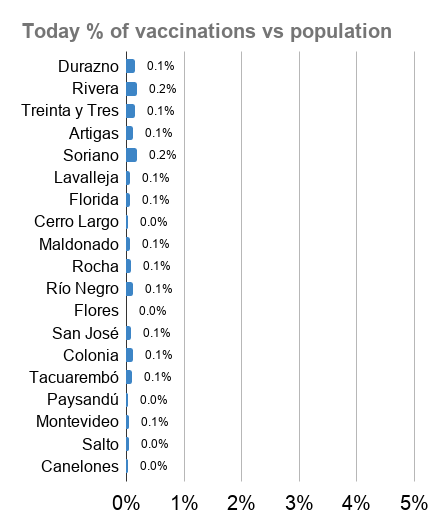 Today % of vaccinations vs population
Durazno 0.1%
Rivera 0.2%
Treinta y Tres 0.1%
Artigas 0.1%
Soriano 0.2%
Lavalleja 0.1%
Florida 0.1%
Cerro Largo 0.0%
Maldonado 0.1%
Rocha 0.1%
Río Negro 0.1%
Flores 0.0%
San José 0.1%
Colonia 0.1%
Tacuarembó 0.1%
Paysandú 0.0%
Montevideo 0.1%
Salto 0.0%
Canelones 0.0%
0% 1% 2% 3% 4% 5%